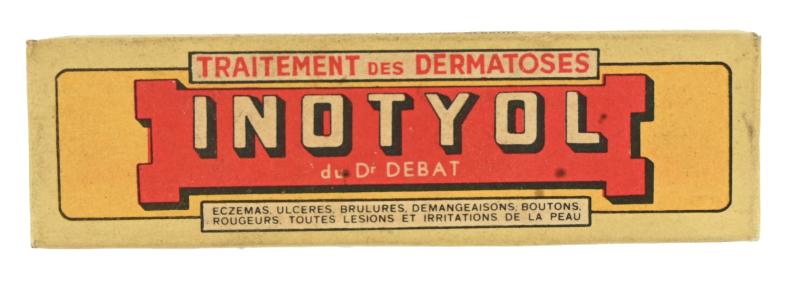 TRAITEMENT DES DERMATOSES
INOTYOL
du Dr DEBAT
ECZEMAS, ULCERES, BRULURES, DEMANGEAISONS, BOUTONS,
ROUGEURS, TOUTES LESIONS ET IRRITATIONS DE LA PEAU